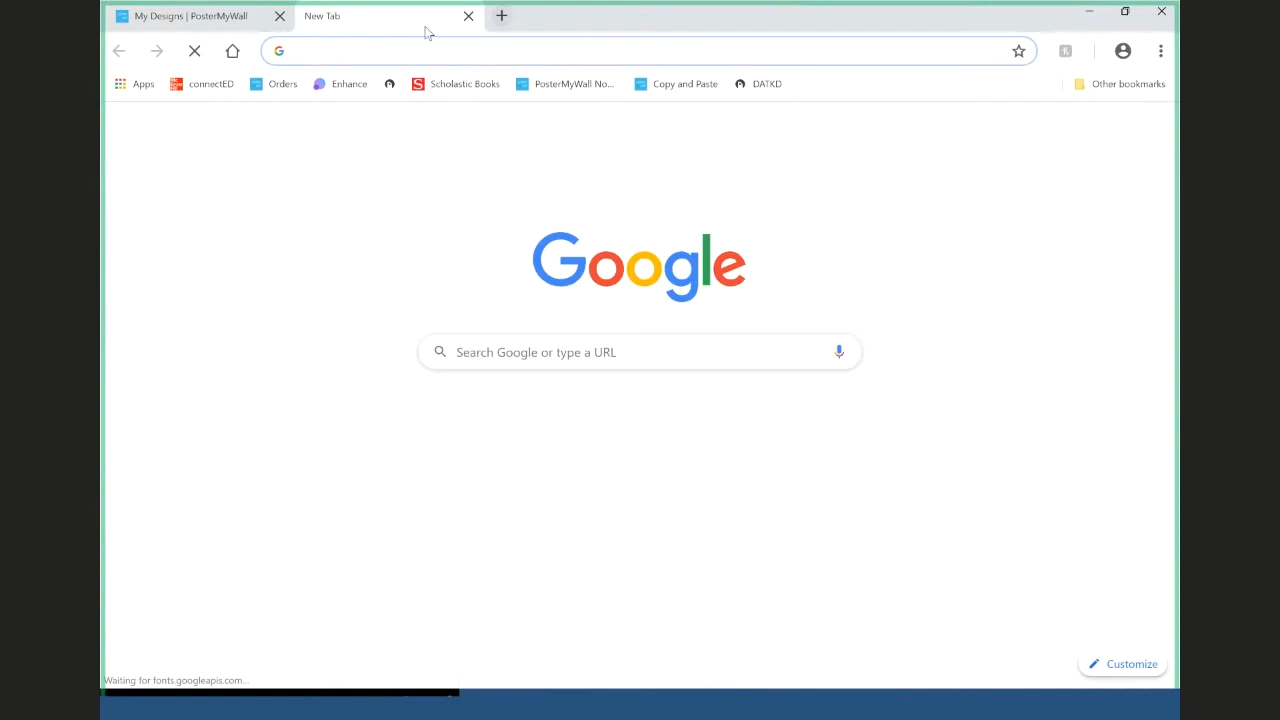 My Designs | PosterMyWall
New Tab
Apps connectED Orders Enhance Scholastic Books PosterMyWall No... Copy and Paste DATKD Other bookmarks
Google
Search Google or type a URL
Customize
Waiting for fonts.googleapis.com...